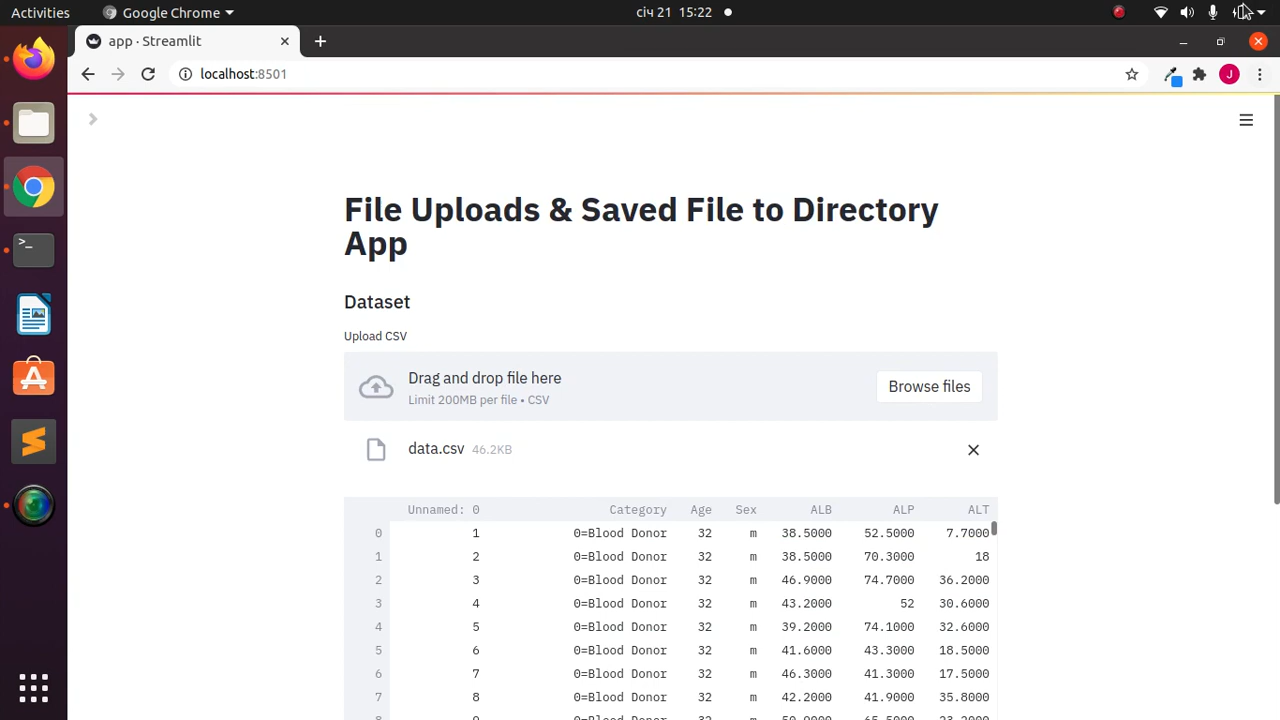 Activities Google Chrome січ 21 15:22
app · Streamlit
localhost:8501 J
File Uploads & Saved File to Directory
App
Dataset
Upload CSV
Drag and drop file here
Limit 200MB per file • CSV
Browse files
data.csv 46.2KB
Unnamed: 0 Category Age Sex ALB ALP ALT
0 1 0=Blood Donor 32 m 38.5000 52.5000 7.7000
1 2 0=Blood Donor 32 m 38.5000 70.3000 18
2 3 0=Blood Donor 32 m 46.9000 74.7000 36.2000
3 4 0=Blood Donor 32 m 43.2000 52 30.6000
4 5 0=Blood Donor 32 m 39.2000 74.1000 32.6000
5 6 0=Blood Donor 32 m 41.6000 43.3000 18.5000
6 7 0=Blood Donor 32 m 46.3000 41.3000 17.5000
7 8 0=Blood Donor 32 m 42.2000 41.9000 35.8000